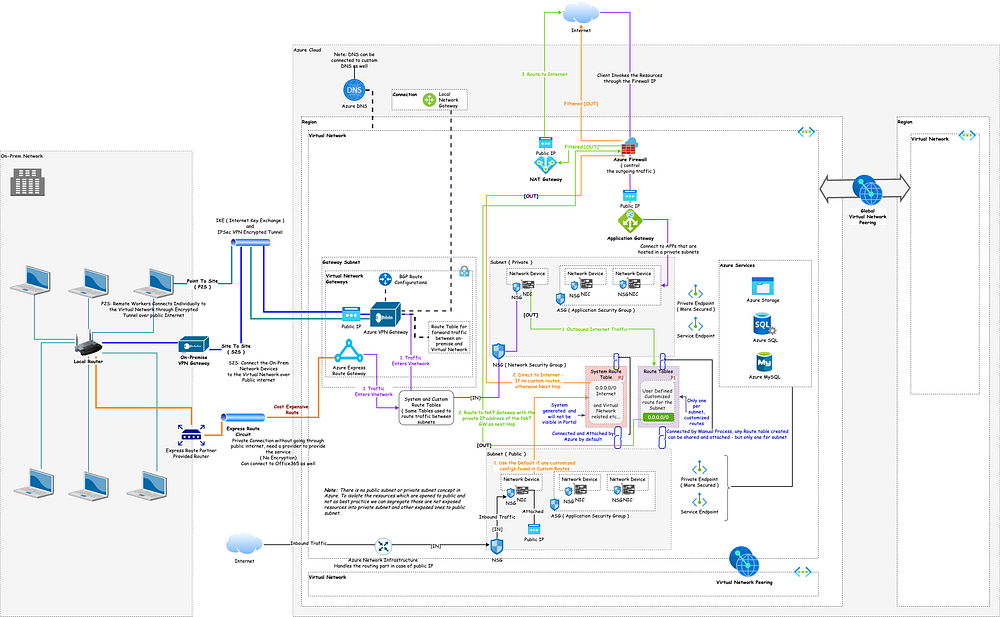 Internet
Azure Cloud
Note: DNS can be
connected to custom
DNS as well
DNS
Azure DNS
Connection
Local
Network
Gateway
3. Route to Internet
Client Invokes the Resources
through the Firewall IP
Filtered [OUT]
Region
Virtual Network
Public IP
NAT Gateway
Filtered [OUT]
Azure Firewall
( control
the outgoing traffic )
[OUT]
Public IP
Application Gateway
Connect to APPs that are
hosted in a private subnets
Region
Virtual Network
Global
Virtual Network
Peering
On-Prem Network
IKE ( Internet Key Exchange )
and
IPSec VPN Encrypted Tunnel
Point To Site
( P2S )
P2S: Remote Workers Connects Individually to
the Virtual Network through Encrypted
Tunnel over public Internet
Local Router
On-Premise
VPN Gateway
Site To Site
( S2S )
S2S: Connect the On-Prem
Network Devices
to the Virtual Network over
Public internet
Gateway Subnet
Virtual Network
Gateways
BGP Route
Configurations
Public IP
Azure VPN Gateway
Route Table for
forward traffic
between on-
premise and
Virtual Network
Azure Express
Route Gateway
1. Traffic
Enters VNetwork
1. Traffic
Enters VNetwork
System and Custom
Route Tables
( Same Tables used to
route traffic between
subnets
[IN]
Cost Expensive
Route
Express Route
Circuit
Express Route Partner
Provided Router
Private Connection without going through
public internet, need a provider to provide
the service
( No Encryption)
Can connect to Office365 as well
Subnet ( Private )
Network Device
NSG
NIC
Network Device
NSG
NIC
Network Device
NSG
NIC
ASG ( Application Security Group )
[OUT]
1. Outbound Internet Traffic
NSG ( Network Security Group )
2. Direct to Internet -
If no custom routes,
otherwise Next Hop
System Route
Table
P2
0.0.0.0/0
Internet
and Virtual
Network
related etc...
Route Tables
P1
User Defined
Customized
route for the
Subnet
0.0.0.0/0
Only one
per
subnet,
customized
routes
System
generated and
will not be
visible in Portal
Connected and Attached by
Azure by default
Connected by Manual Process, any Route table created
can be shared and attached - but only one for subnet
2. Route to NAT Gateway with the
private IP address of the NAT
GW as next Hop
[OUT]
Private Endpoint
(More Secured )
Service Endpoint
Azure Services
Azure Storage
SQL
Azure SQL
My
Azure MySQL
Subnet ( Public )
1. Use the Default if any customized
configs found in Custom Routes
Network Device
NSG
NIC
Network Device
NSG
NIC
Network Device
NSG
NIC
ASG ( Application Security Group )
Attached
Inbound Traffic
[IN]
Public IP
NSG
Private Endpoint
(More Secured )
Service Endpoint
Note: There is no public subnet or private subnet concept in
Azure. To isolate the resources which are opened to public and
not as best practice we can segregate those are not exposed
resources into private subnet and other exposed ones to public
subnet.
Internet
Inbound Traffic
Azure Network Infrastructure
Handles the routing part in case of public IP
[IN]
Virtual Network
Virtual Network Peering